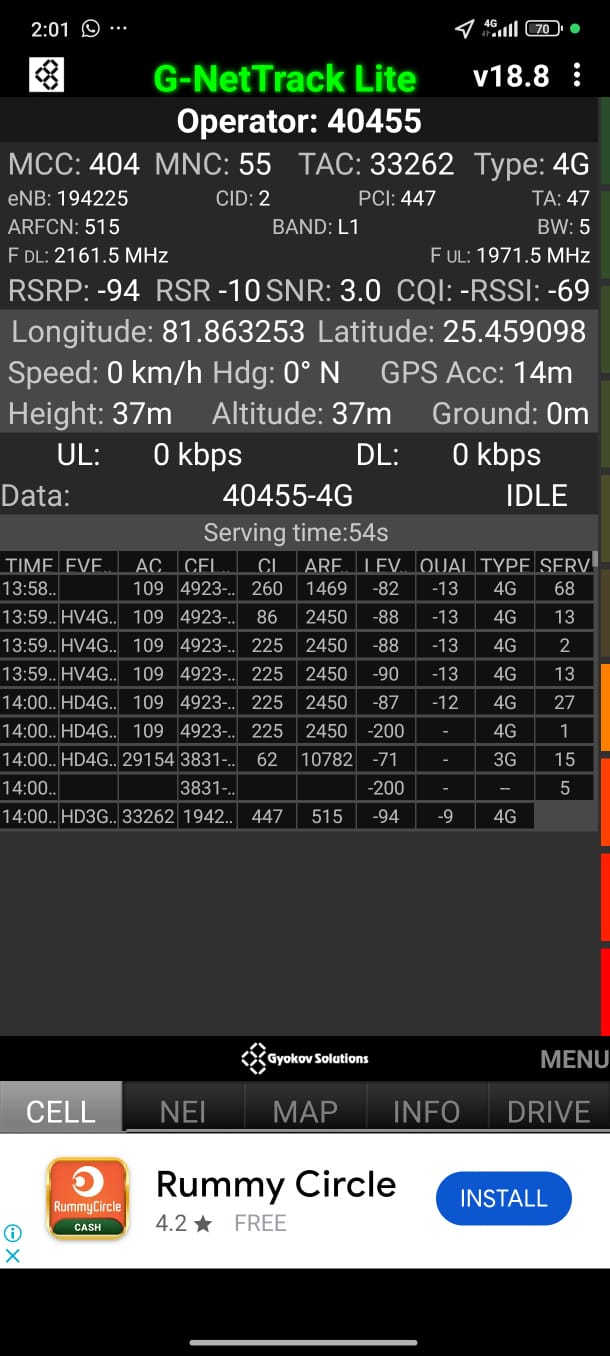 2:01 ··· 4G 70
G-NetTrack Lite v18.8
Operator: 40455
MCC: 404 MNC: 55 TAC: 33262 Type: 4G
eNB: 194225 CID: 2 PCI: 447 TA: 47
ARFCN: 515 BAND: L1 BW: 5
F DL: 2161.5 MHz F UL: 1971.5 MHz
RSRP: -94 RSR -10 SNR: 3.0 CQI: -RSSI: -69
Longitude: 81.863253 Latitude: 25.459098
Speed: 0 km/h Hdg: 0° N GPS Acc: 14m
Height: 37m Altitude: 37m Ground: 0m
UL: 0 kbps DL: 0 kbps
Data: 40455-4G IDLE
Serving time:54s
TIME EVE.. AC CEL.. CI ARF.. LEV.. QUAL TYPE SERV
13:58.. 109 4923-.. 260 1469 -82 -13 4G 68
13:59.. HV4G.. 109 4923-.. 86 2450 -88 -13 4G 13
13:59.. HV4G.. 109 4923-.. 225 2450 -88 -13 4G 2
13:59.. HV4G.. 109 4923-.. 225 2450 -90 -13 4G 13
14:00.. HD4G.. 109 4923-.. 225 2450 -87 -12 4G 27
14:00.. HD4G.. 109 4923-.. 225 2450 -200 - 4G 1
14:00.. HD4G.. 29154 3831-.. 62 10782 -71 - 3G 15
14:00.. 3831-.. -200 - -- 5
14:00.. HD3G.. 33262 1942.. 447 515 -94 -9 4G
Gyokov Solutions MENU
CELL NEI MAP INFO DRIVE
RummyCircle
CASH
Rummy Circle
4.2 ★ FREE
INSTALL